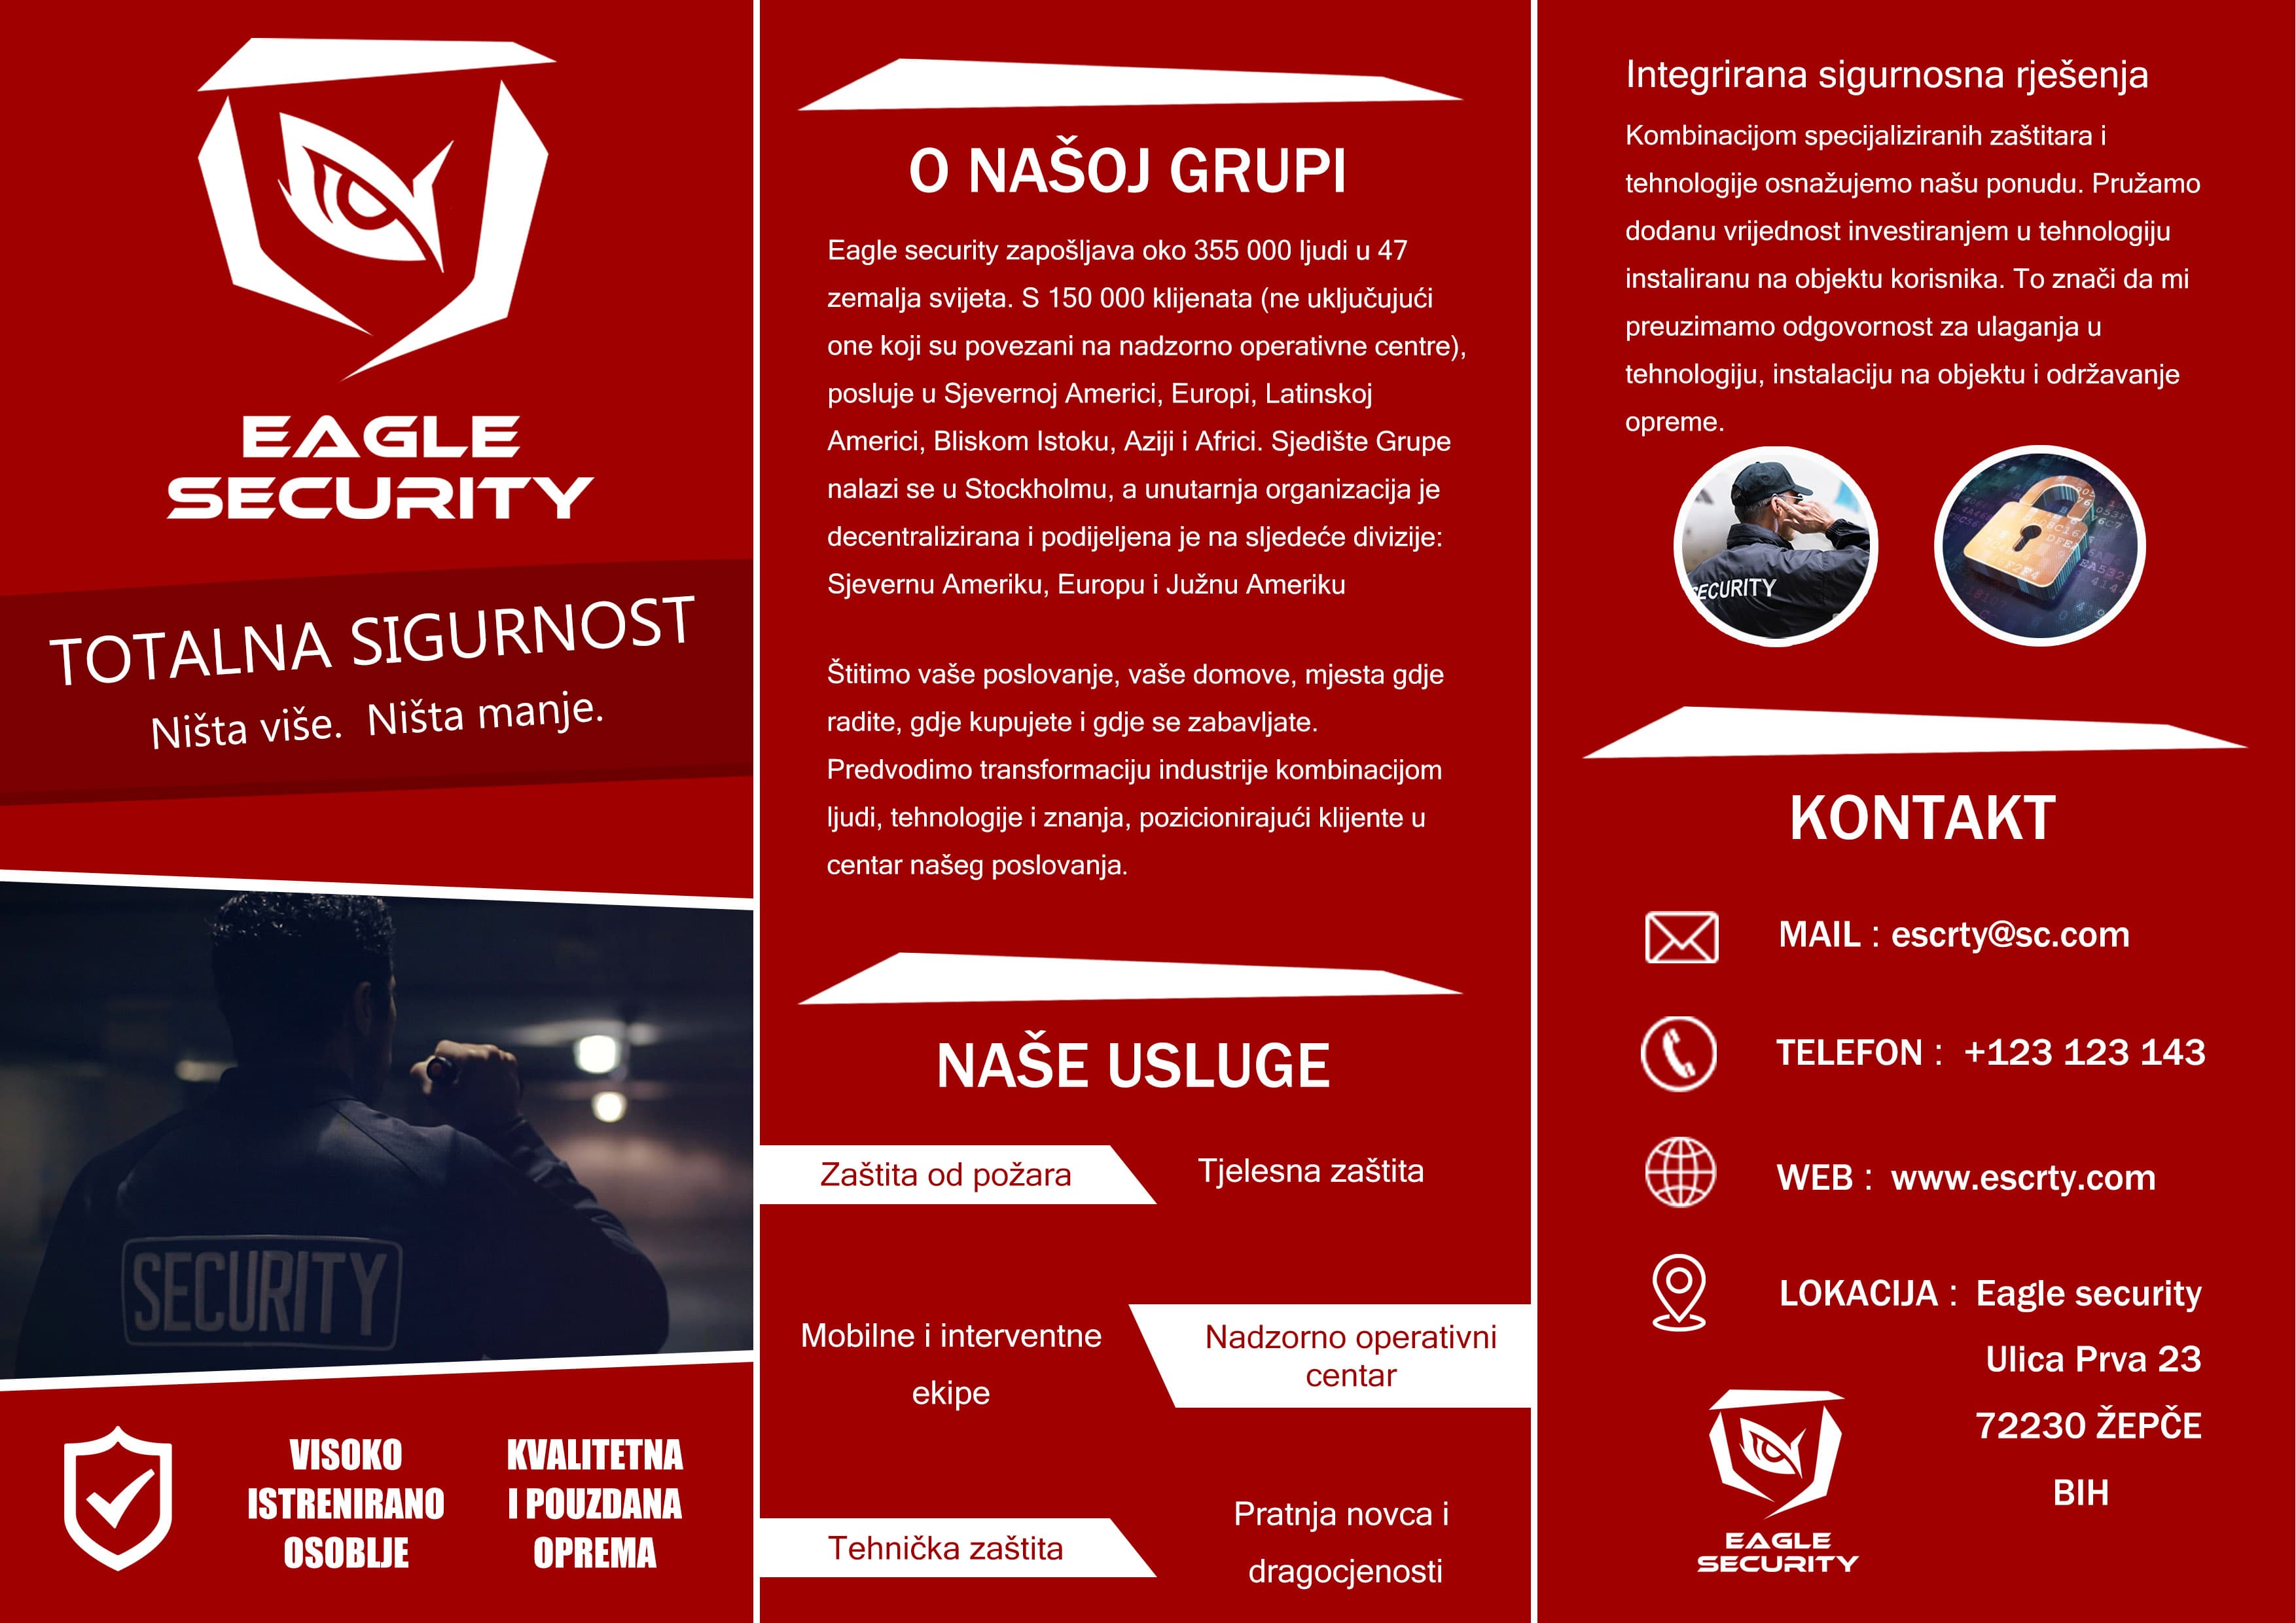 EAGLE
SECURITY
TOTALNA SIGURNOST
Ništa više. Ništa manje.
SECURITY
VISOKO
ISTRENIRANO
OSOBLJE
KVALITETNA
I POUZDANA
OPREMA
O NAŠOJ GRUPI
Eagle security zapošljava oko 355 000 ljudi u 47
zemalja svijeta. S 150 000 klijenata (ne uključujući
one koji su povezani na nadzorno operativne centre),
posluje u Sjevernoj Americi, Europi, Latinskoj
Americi, Bliskom Istoku, Aziji i Africi. Sjedište Grupe
nalazi se u Stockholmu, a unutarnja organizacija je
decentralizirana i podijeljena je na sljedeće divizije:
Sjevernu Ameriku, Europu i Južnu Ameriku
Štitimo vaše poslovanje, vaše domove, mjesta gdje
radite, gdje kupujete i gdje se zabavljate.
Predvodimo transformaciju industrije kombinacijom
ljudi, tehnologije i znanja, pozicionirajući klijente u
centar našeg poslovanja.
NAŠE USLUGE
Zaštita od požara
Tjelesna zaštita
Mobilne i interventne
ekipe
Nadzorno operativni
centar
Tehnička zaštita
Pratnja novca i
dragocjenosti
Integrirana sigurnosna rješenja
Kombinacijom specijaliziranih zaštitara i
tehnologije osnažujemo našu ponudu. Pružamo
dodanu vrijednost investiranjem u tehnologiju
instaliranu na objektu korisnika. To znači da mi
preuzimamo odgovornost za ulaganja u
tehnologiju, instalaciju na objektu i održavanje
opreme.
SECURITY
KONTAKT
MAIL : escrty@sc.com
TELEFON : +123 123 143
WEB : www.escrty.com
LOKACIJA : Eagle security
Ulica Prva 23
72230 ŽEPČE
BIH
EAGLE
SECURITY